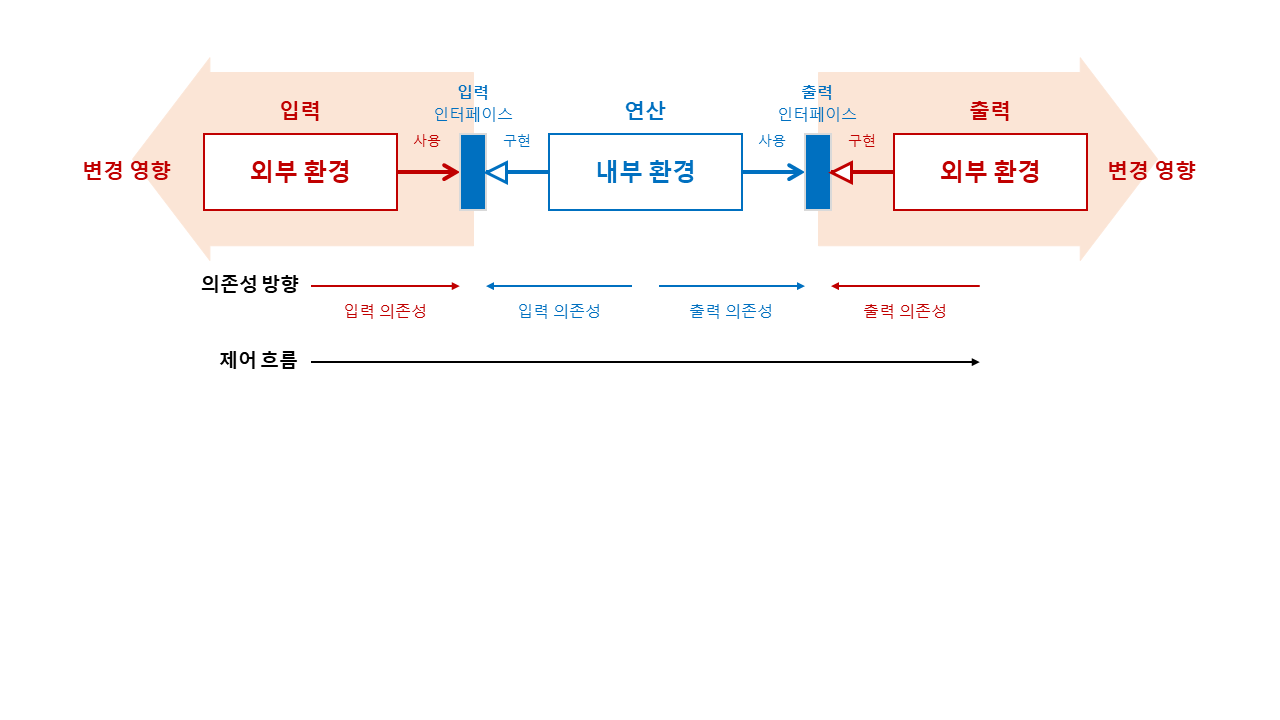 입력
인터페이스
출력
인터페이스
입력
연산
출력
사용
구현
사용
구현
변경 영향
외부 환경
내부 환경
외부 환경
변경 영향
의존성 방향
입력 의존성
입력 의존성
출력 의존성
출력 의존성
제어 흐름